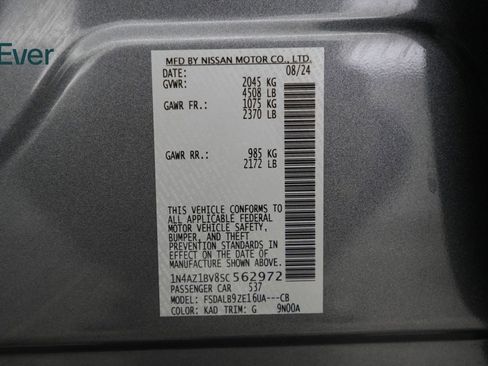 Ever
MFD BY NISSAN MOTOR CO., LTD.
DATE: 08/24
GVWR: 2045 KG
4508 LB
GAWR FR.: 1075 KG
2370 LB
GAWR RR.: 985 KG
2172 LB
THIS VEHICLE CONFORMS TO
ALL APPLICABLE FEDERAL
MOTOR VEHICLE SAFETY,
BUMPER, AND THEFT
PREVENTION STANDARDS IN
EFFECT ON THE DATE OF
MANUFACTURE SHOWN ABOVE.
1N4AZ1BV8SC562972
PASSENGER CAR 537
MODEL: FSDALB9ZE16UA---CB
COLOR: KAD TRIM: G 9N00A